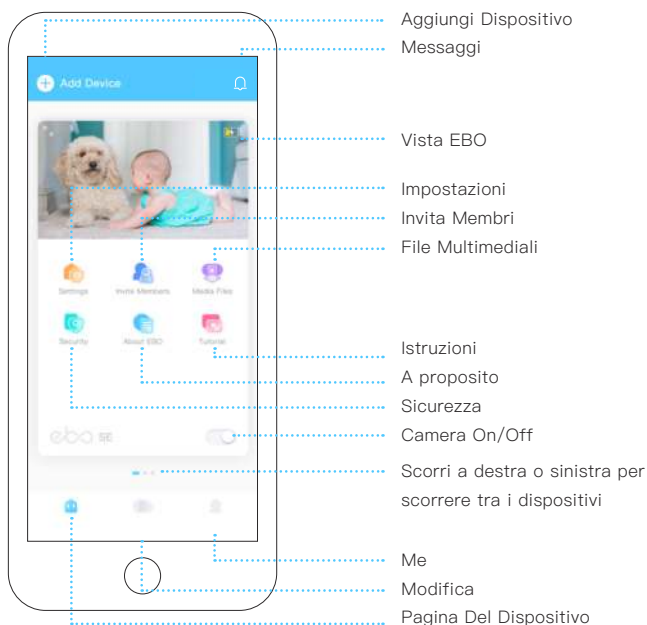 Aggiungi Dispositivo
Messaggi
Add Device
Vista EBO
Impostazioni
Invita Membri
File Multimediali
Settings
Invite Members
Media Files
Security
About EBO
Tutorial
Istruzioni
A proposito
Sicurezza
ebo SE
Camera On/Off
Scorri a destra o sinistra per
scorrere tra i dispositivi
Me
Modifica
Pagina Del Dispositivo